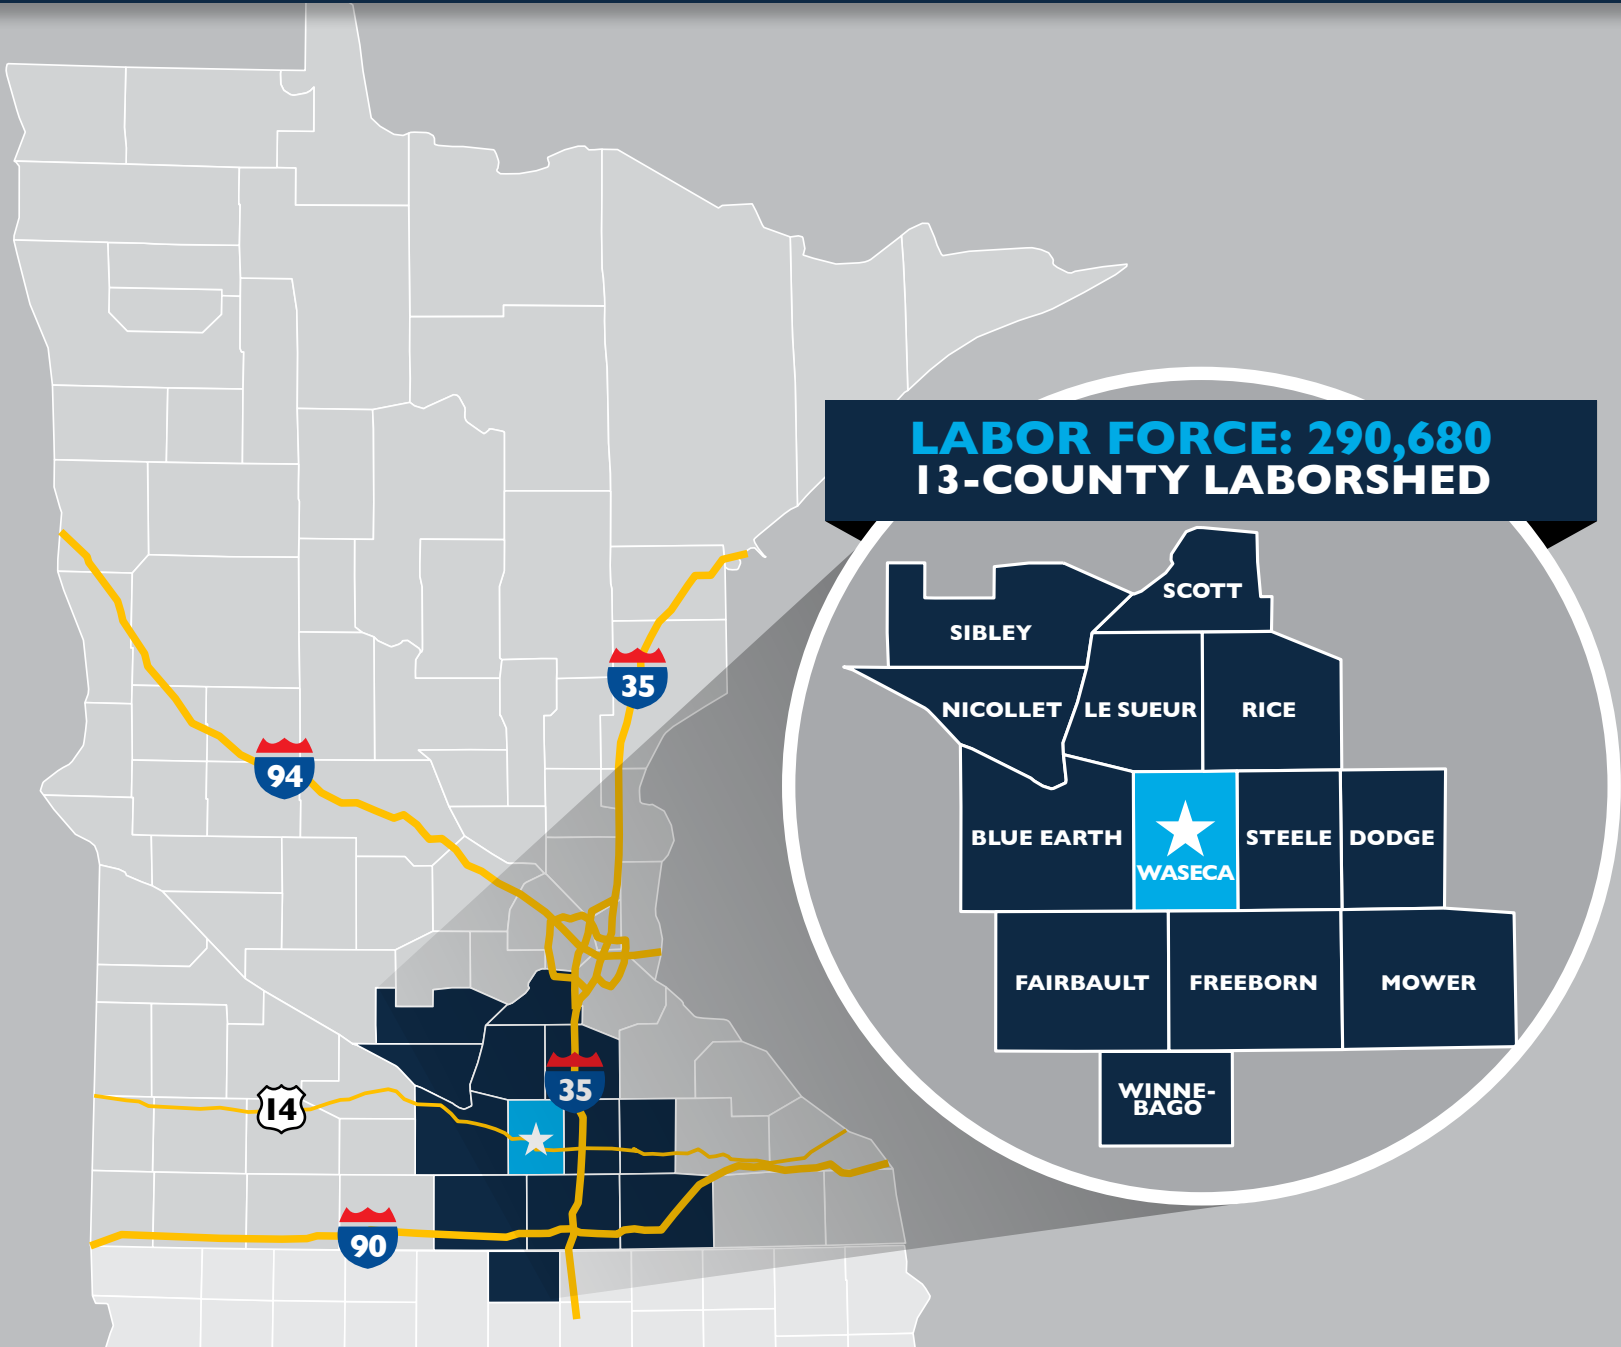 LABOR FORCE: 290,680
13-COUNTY LABORSHED
SCOTT
SIBLEY
NICOLLET
LE SUEUR
RICE
BLUE EARTH
WASECA
STEELE
DODGE
FAIRBAULT
FREEBORN
MOWER
WINNE-
BAGO
35
94
35
14
90